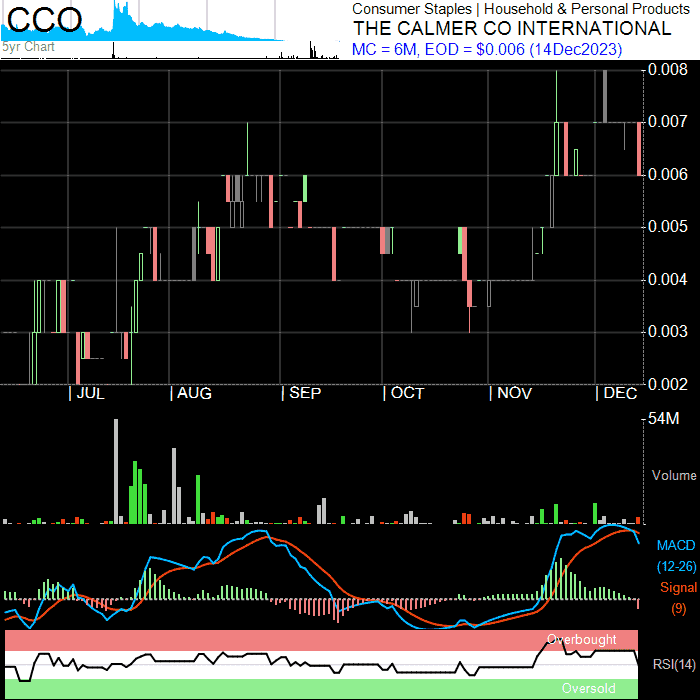 CCO
5yr Chart
Consumer Staples | Household & Personal Products
THE CALMER CO INTERNATIONAL
MC = 6M, EOD = $0.006 (14Dec2023)
0.008
0.007
0.006
0.005
0.004
0.003
0.002
JUL AUG SEP OCT NOV DEC
54M
Volume
MACD
(12-26)
Signal
(9)
Overbought
RSI(14)
Oversold